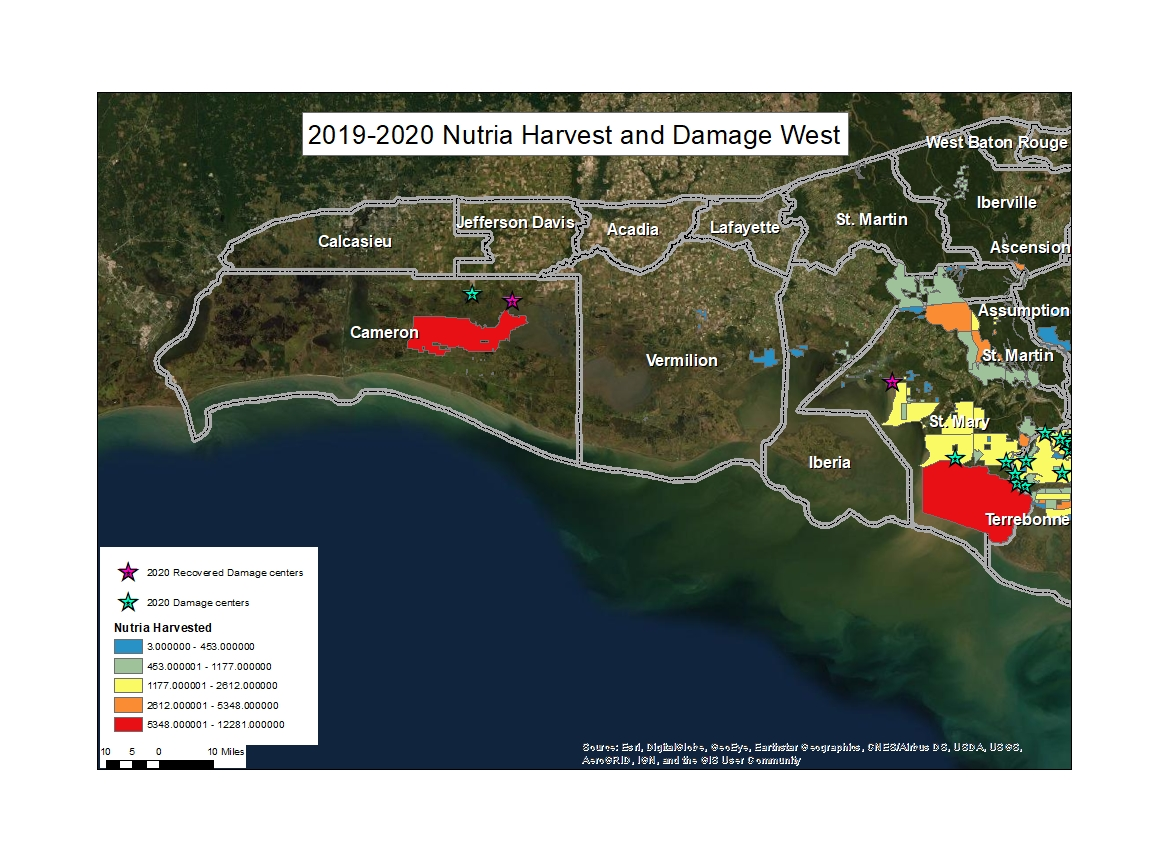 2019-2020 Nutria Harvest and Damage West
West Baton Rouge
Iberville
St. Martin
Jefferson Davis
Acadia
Lafayette
Calcasieu
Ascension
Assumption
Cameron
Vermilion
St. Martin
St. Mary
Iberia
Terrebonne
2020 Recovered Damage centers
2020 Damage centers
Nutria Harvested
3.000000 - 453.000000
453.000001 - 1177.000000
1177.000001 - 2612.000000
2612.000001 - 5348.000000
5348.000001 - 12281.000000
10 5 0 10 Miles
Source: Esri, DigitalGlobe, GeoEye, Earthstar Geographics, CNES/Airbus DS, USDA, USGS,
AeroGRID, IGN, and the GIS User Community